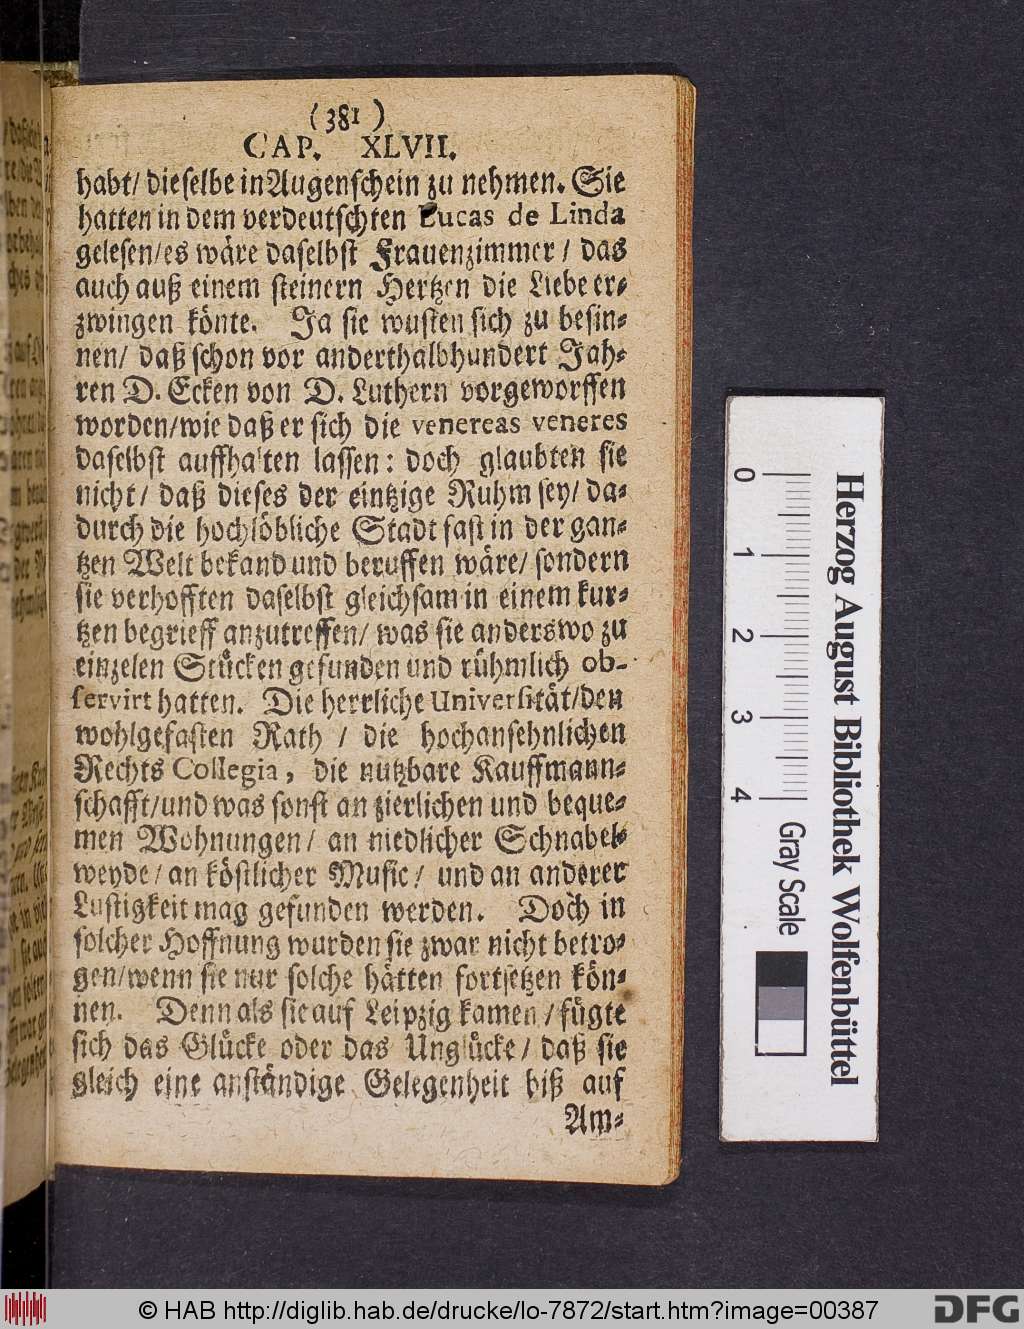 (381)
CAP. XLVII.
habt/ dieselbe in Augenschein zu nehmen. Sie
hatten in dem verdeutschten Lucas de Linda
gelesen/es wäre daselbst Frauenzimmer/ das
auch auß einem steinern Hertzen die Liebe er-
zwingen könte. Ja sie wusten sich zu besin-
nen/ daß schon vor anderthalbhundert Jah-
ren D. Ecken von D. Luthern vorgeworffen
worden/wie daß er sich die venereas veneres
daselbst auffhalten lassen: doch glaubten sie
nicht/ daß dieses der eintzige Ruhm sey/ da-
durch die hochlöbliche Stadt fast in der gan-
tzen Welt bekand und beruffen wäre/ sondern
sie verhofften daselbst gleichsam in einem kur-
tzen begrieff anzutreffen/ was sie anderswo zu
einzelen Stücken gefunden und rühmlich ob-
servirt hatten. Die herrliche Universität/den
wohlgefasten Rath / die hochansehnlichen
Rechts Collegia, die nutzbare Kauffmann-
schafft/und was sonst an zierlichen und beque-
men Wohnungen/ an niedlicher Schnabel-
weyde/ an köstlicher Music/ und an anderer
Lustigkeit mag gefunden werden. Doch in
solcher Hoffnung wurden sie zwar nicht betro-
gen/wenn sie nur solche hätten fortsetzen kön-
nen. Denn als sie auf Leipzig kamen/ fügte
sich das Glücke oder das Unglücke/ daß sie
gleich eine anständige Gelegenheit biß auf
Am-
0 1 2 3 4 Gray Scale
Herzog August Bibliothek Wolfenbüttel
© HAB http://diglib.hab.de/drucke/lo-7872/start.htm?image=00387
DFG